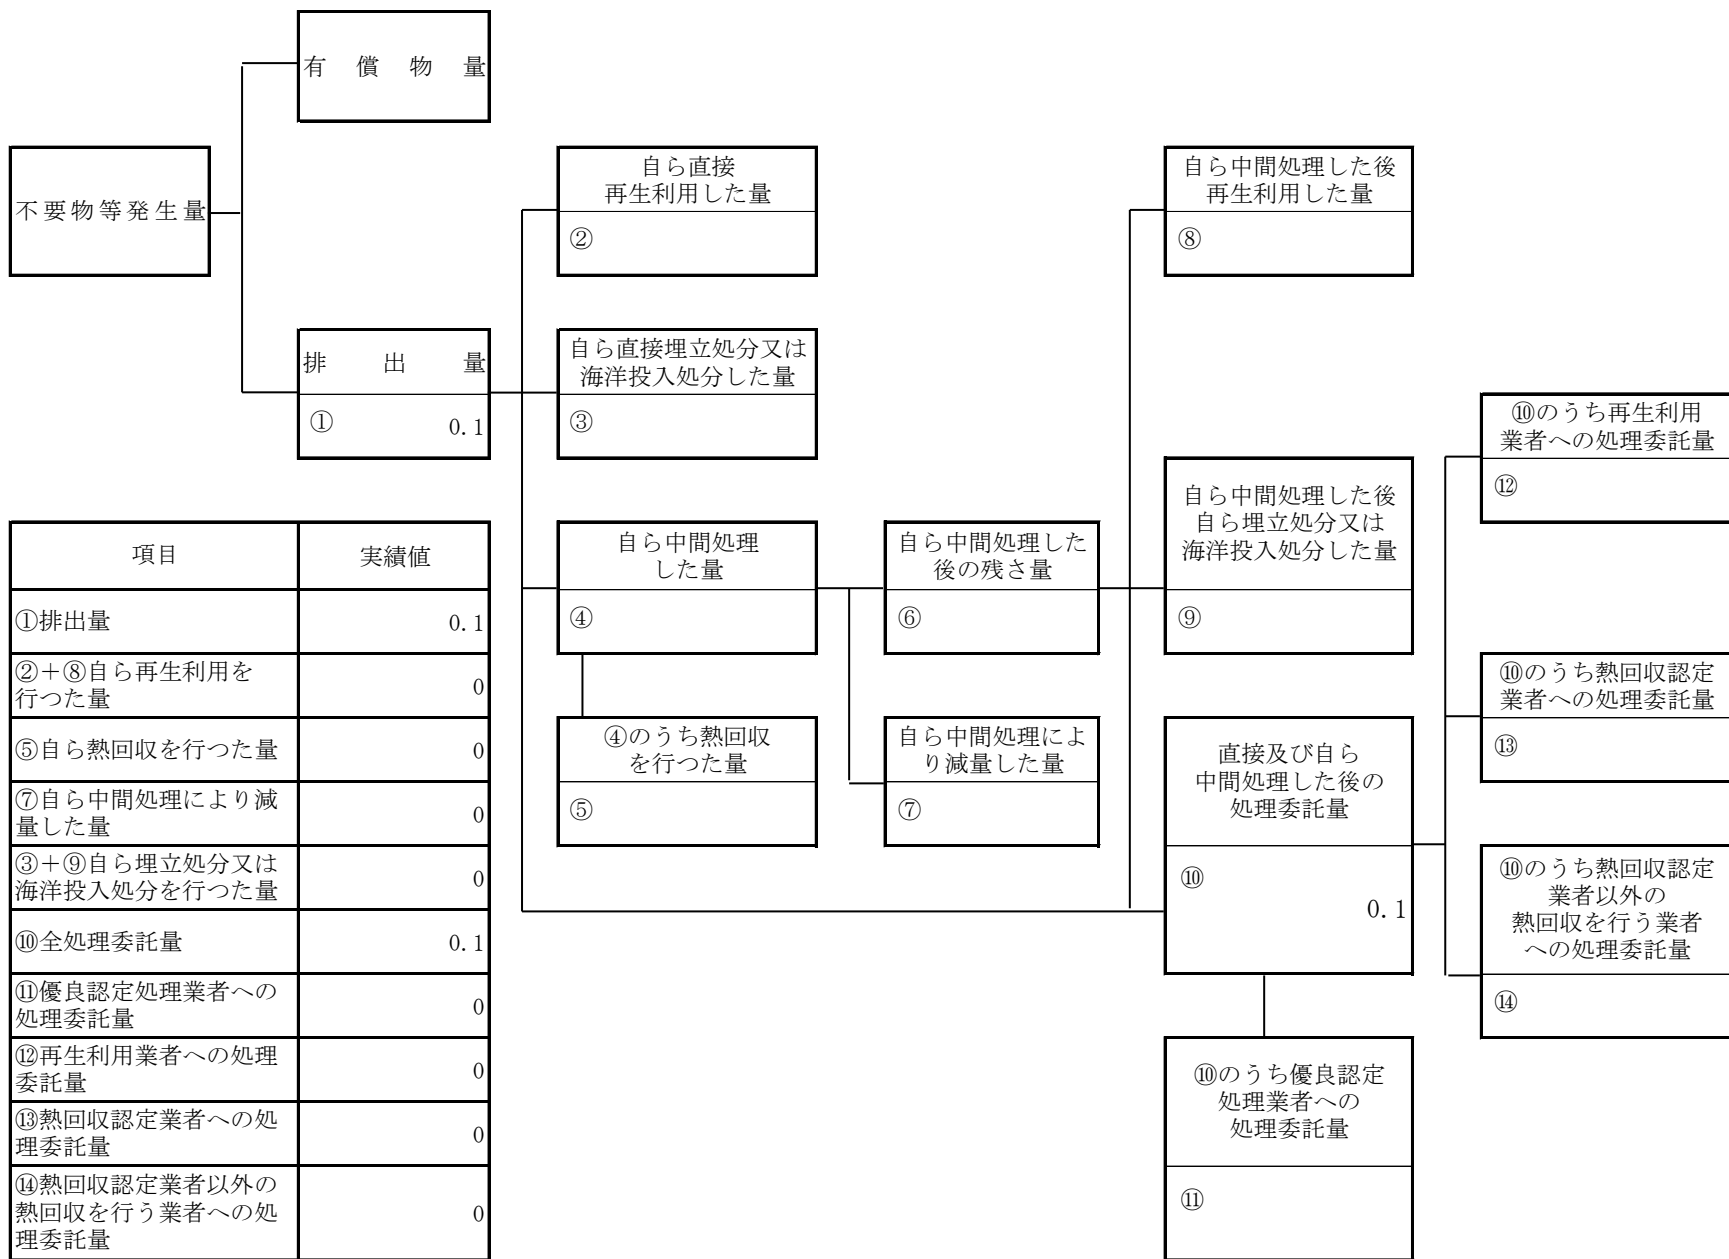 有償物量
不要物等発生量
排出量
① 0.1
自ら直接
再生利用した量
②
自ら直接埋立処分又は
海洋投入処分した量
③
自ら中間処理
した量
④
④のうち熱回収
を行つた量
⑤
自ら中間処理した
後の残さ量
⑥
自ら中間処理によ
り減量した量
⑦
自ら中間処理した後
再生利用した量
⑧
自ら中間処理した後
自ら埋立処分又は
海洋投入処分した量
⑨
直接及び自ら
中間処理した後の
処理委託量
⑩
0.1
⑩のうち優良認定
処理業者への
処理委託量
⑪
⑩のうち再生利用
業者への処理委託量
⑫
⑩のうち熱回収認定
業者への処理委託量
⑬
⑩のうち熱回収認定
業者以外の
熱回収を行う業者
への処理委託量
⑭
項目 実績値
①排出量 0.1
②+⑧自ら再生利用を
行つた量 0
⑤自ら熱回収を行つた量 0
⑦自ら中間処理により減
量した量 0
③+⑨自ら埋立処分又は
海洋投入処分を行つた量 0
⑩全処理委託量 0.1
⑪優良認定処理業者への
処理委託量 0
⑫再生利用業者への処理
委託量 0
⑬熱回収認定業者への処
理委託量 0
⑭熱回収認定業者以外の
熱回収を行う業者への処
理委託量 0